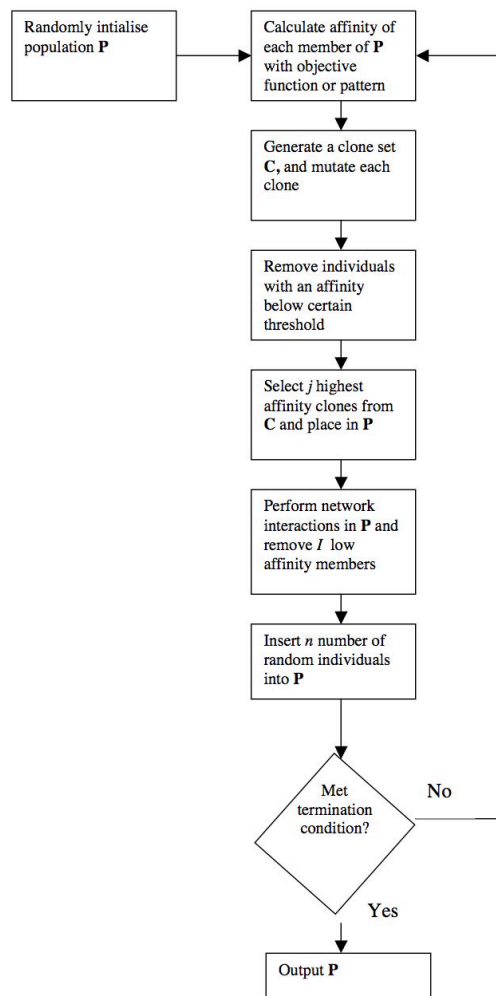 Randomly intialise
population P
Calculate affinity of
each member of P
with objective
function or pattern
Generate a clone set
C, and mutate each
clone
Remove individuals
with an affinity
below certain
threshold
Select j highest
affinity clones from
C and place in P
Perform network
interactions in P and
remove I low
affinity members
Insert n number of
random individuals
into P
Met
termination
condition?
No
Yes
Output P